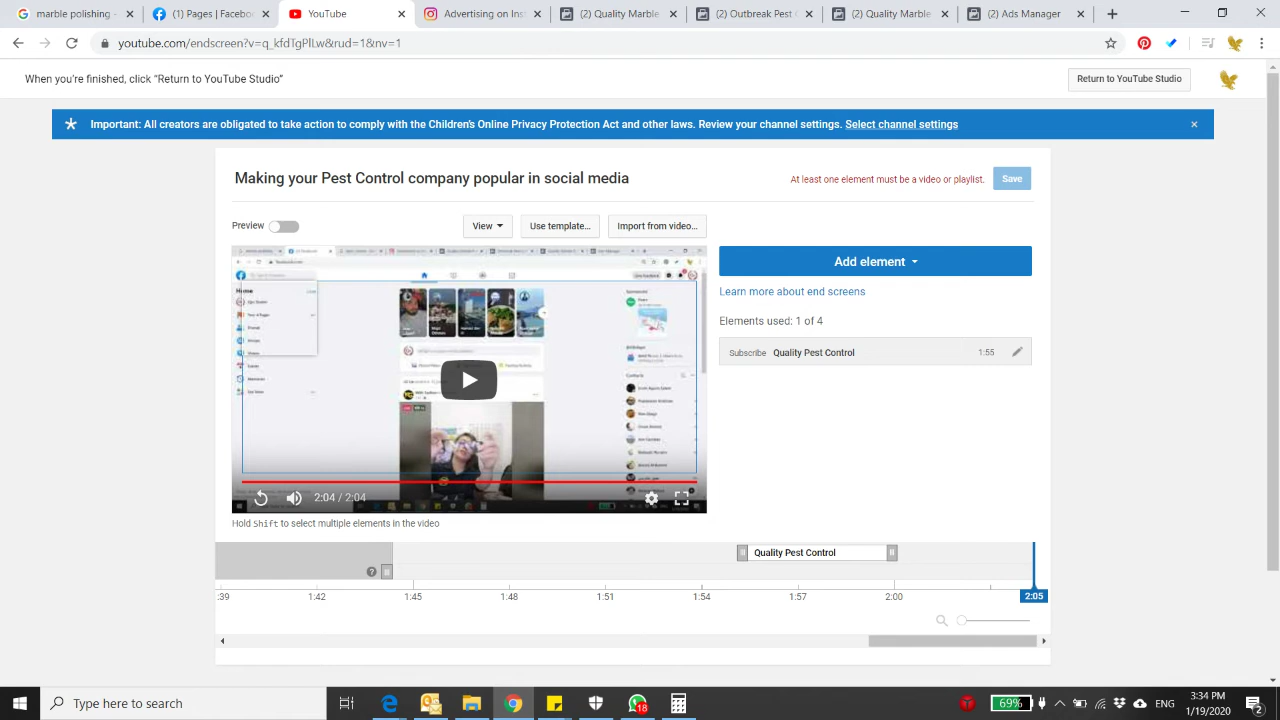 marble polishing
(1) Pages | Facebook
YouTube
Advertising on Ins
(2) Quality Marble
(2) Outbreak Pest
(2) Quality Marble
(2) Ads Manager
youtube.com/endscreen?v=q_kfdTgPlLw&rud=1&nv=1
When you're finished, click "Return to YouTube Studio"
Return to YouTube Studio
Important: All creators are obligated to take action to comply with the Children's Online Privacy Protection Act and other laws. Review your channel settings. Select channel settings
Making your Pest Control company popular in social media
At least one element must be a video or playlist.
Save
Preview
View
Use template...
Import from video...
Add element
Learn more about end screens
Elements used: 1 of 4
Subscribe Quality Pest Control 1:55
2:04 / 2:04
Hold Shift to select multiple elements in the video
Quality Pest Control
:39 1:42 1:45 1:48 1:51 1:54 1:57 2:00 2:05
Type here to search
18
69%
ENG
3:34 PM
1/19/2020
2